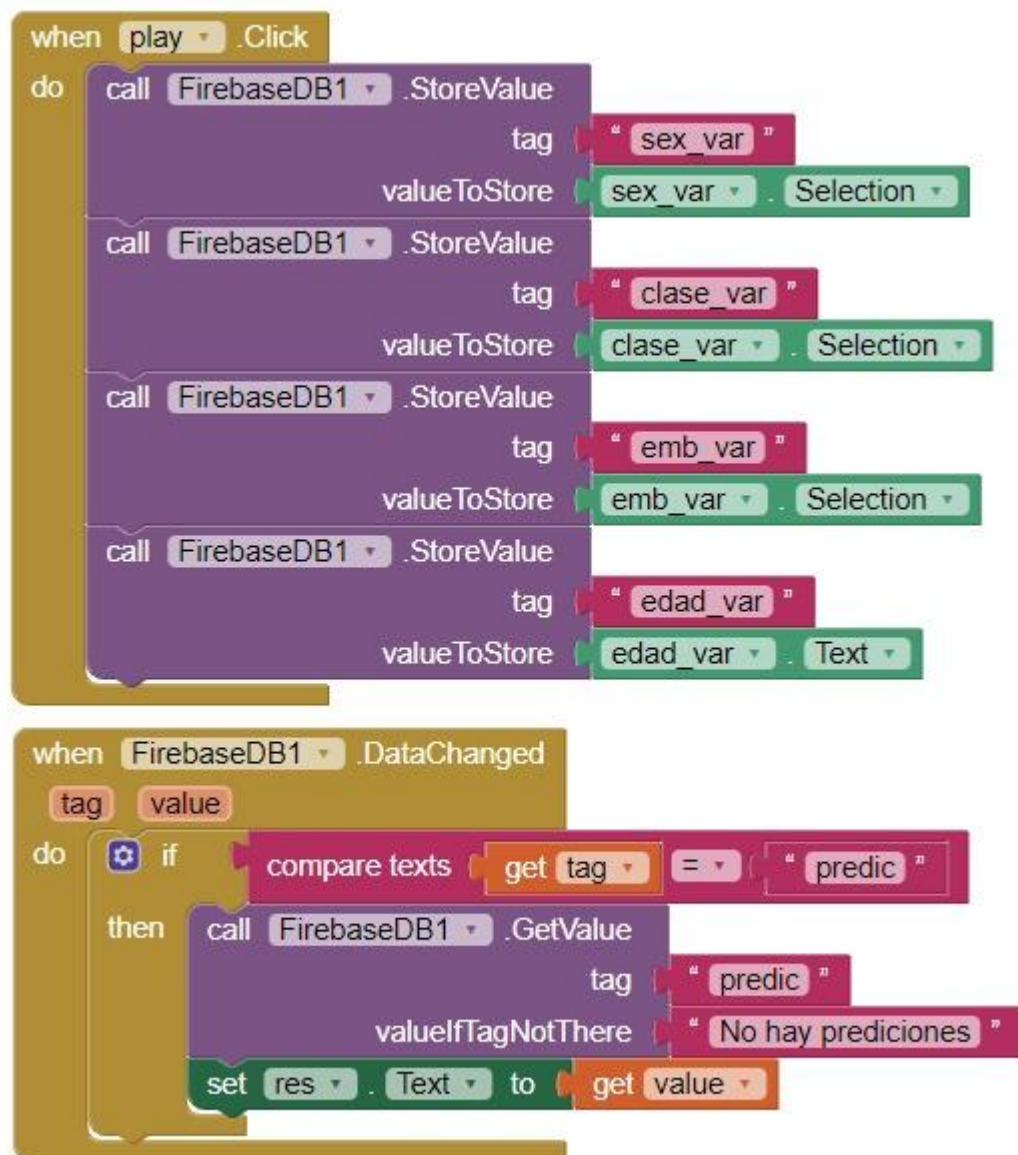 when play .Click
do call FirebaseDB1 .StoreValue
tag " sex_var "
valueToStore sex_var . Selection
call FirebaseDB1 .StoreValue
tag " clase_var "
valueToStore clase_var . Selection
call FirebaseDB1 .StoreValue
tag " emb_var "
valueToStore emb_var . Selection
call FirebaseDB1 .StoreValue
tag " edad_var "
valueToStore edad_var . Text
when FirebaseDB1 .DataChanged
tag value
do if compare texts get tag = " predic "
then call FirebaseDB1 .GetValue
tag " predic "
valueIfTagNotThere " No hay prediciones "
set res . Text to get value